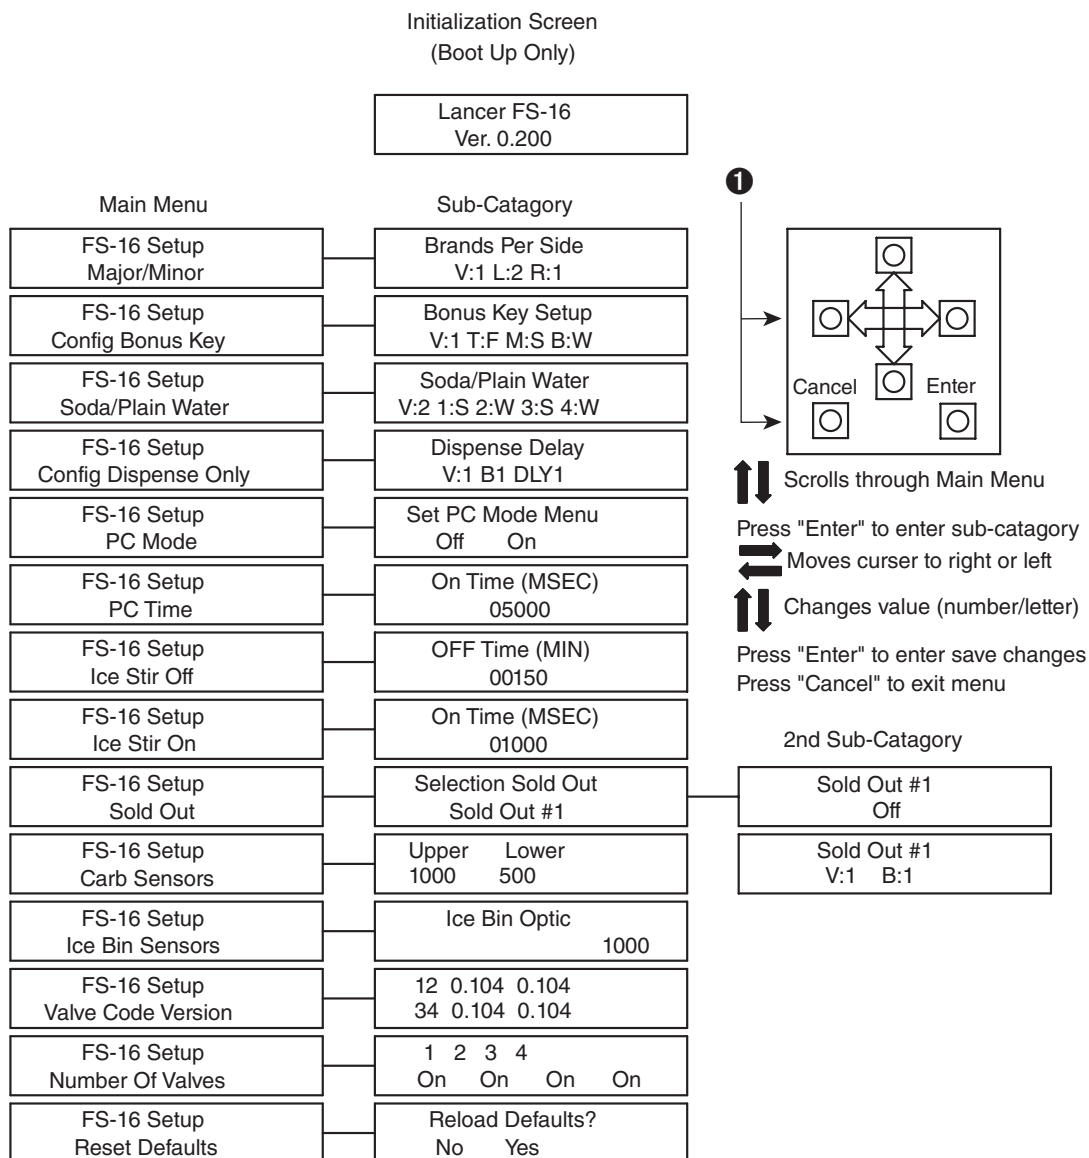 Initialization Screen
(Boot Up Only)
Lancer FS-16
Ver. 0.200
❶
Main Menu
Sub-Catagory
FS-16 Setup
Major/Minor
Brands Per Side
V:1 L:2 R:1
FS-16 Setup
Config Bonus Key
Bonus Key Setup
V:1 T:F M:S B:W
FS-16 Setup
Soda/Plain Water
Soda/Plain Water
V:2 1:S 2:W 3:S 4:W
FS-16 Setup
Config Dispense Only
Dispense Delay
V:1 B1 DLY1
FS-16 Setup
PC Mode
Set PC Mode Menu
Off On
FS-16 Setup
PC Time
On Time (MSEC)
05000
FS-16 Setup
Ice Stir Off
OFF Time (MIN)
00150
FS-16 Setup
Ice Stir On
On Time (MSEC)
01000
FS-16 Setup
Sold Out
Selection Sold Out
Sold Out #1
FS-16 Setup
Carb Sensors
Upper Lower
1000 500
FS-16 Setup
Ice Bin Sensors
Ice Bin Optic
1000
FS-16 Setup
Valve Code Version
12 0.104 0.104
34 0.104 0.104
FS-16 Setup
Number Of Valves
1 2 3 4
On On On On
FS-16 Setup
Reset Defaults
Reload Defaults?
No Yes
Cancel Enter
Scrolls through Main Menu
Press "Enter" to enter sub-catagory
Moves curser to right or left
Changes value (number/letter)
Press "Enter" to enter save changes
Press "Cancel" to exit menu
2nd Sub-Catagory
Sold Out #1
Off
Sold Out #1
V:1 B:1